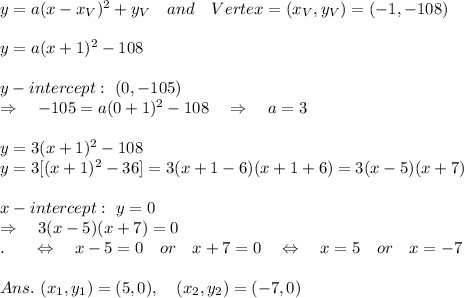 y = a(x − x_V)² + y_V and Vertex = (x_V, y_V) = (−1, −108)
y = a(x + 1)² − 108
y − intercept : (0, −105)
⇒ −105 = a(0 + 1)² − 108 ⇒ a = 3
y = 3(x + 1)² − 108
y = 3[(x + 1)² − 36] = 3(x + 1 − 6)(x + 1 + 6) = 3(x − 5)(x + 7)
x − intercept : y = 0
⇒ 3(x − 5)(x + 7) = 0
. ⇔ x − 5 = 0 or x + 7 = 0 ⇔ x = 5 or x = −7
Ans. (x₁, y₁) = (5, 0), (x₂, y₂) = (−7, 0)